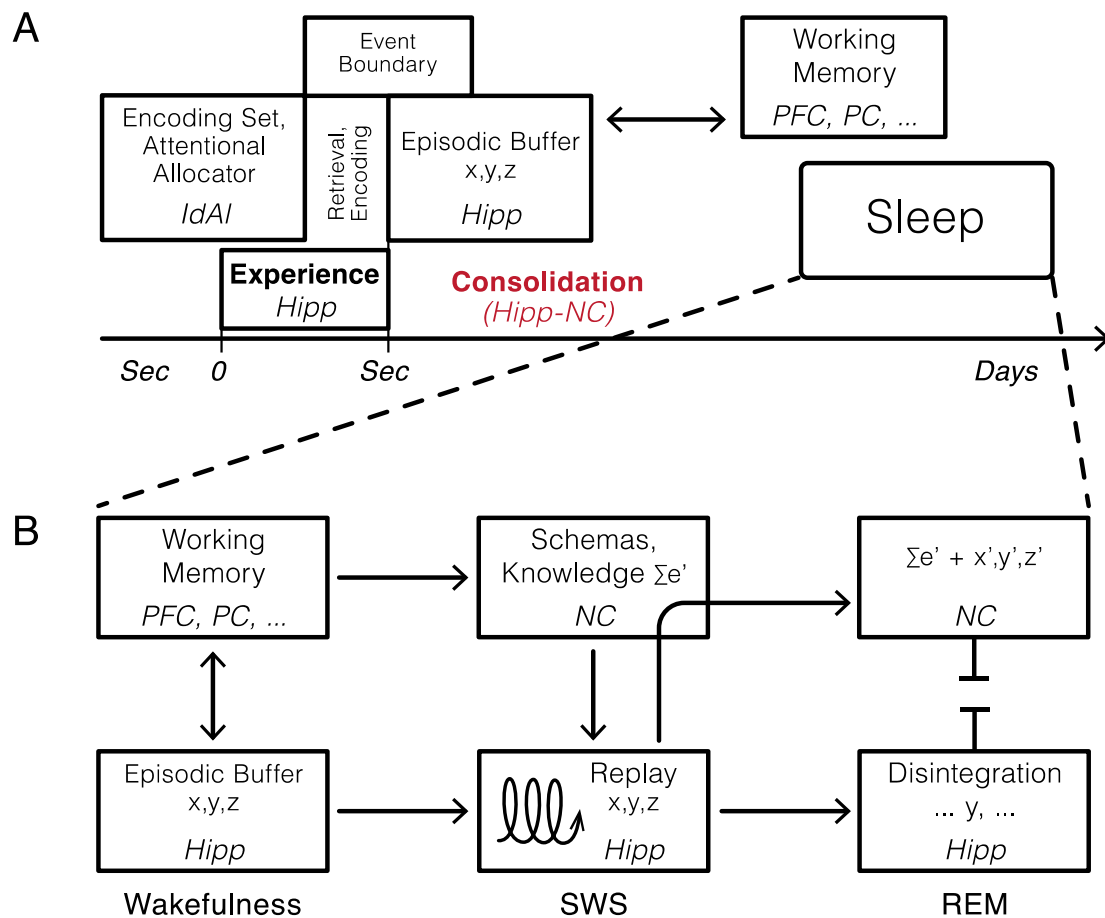 A
Event
Boundary
Working
Memory
PFC, PC, ...
Encoding Set,
Attentional
Allocator
IdAI
Retrieval,
Encoding
Episodic Buffer
x,y,z
Hipp
Sleep
Experience
Hipp
Consolidation
(Hipp-NC)
Sec 0 Sec Days
B
Working
Memory
PFC, PC, ...
Schemas,
Knowledge ∑e’
NC
∑e’ + x’,y’,z’
NC
Episodic Buffer
x,y,z
Hipp
Replay
x,y,z
Hipp
Disintegration
... y, ...
Hipp
Wakefulness SWS REM